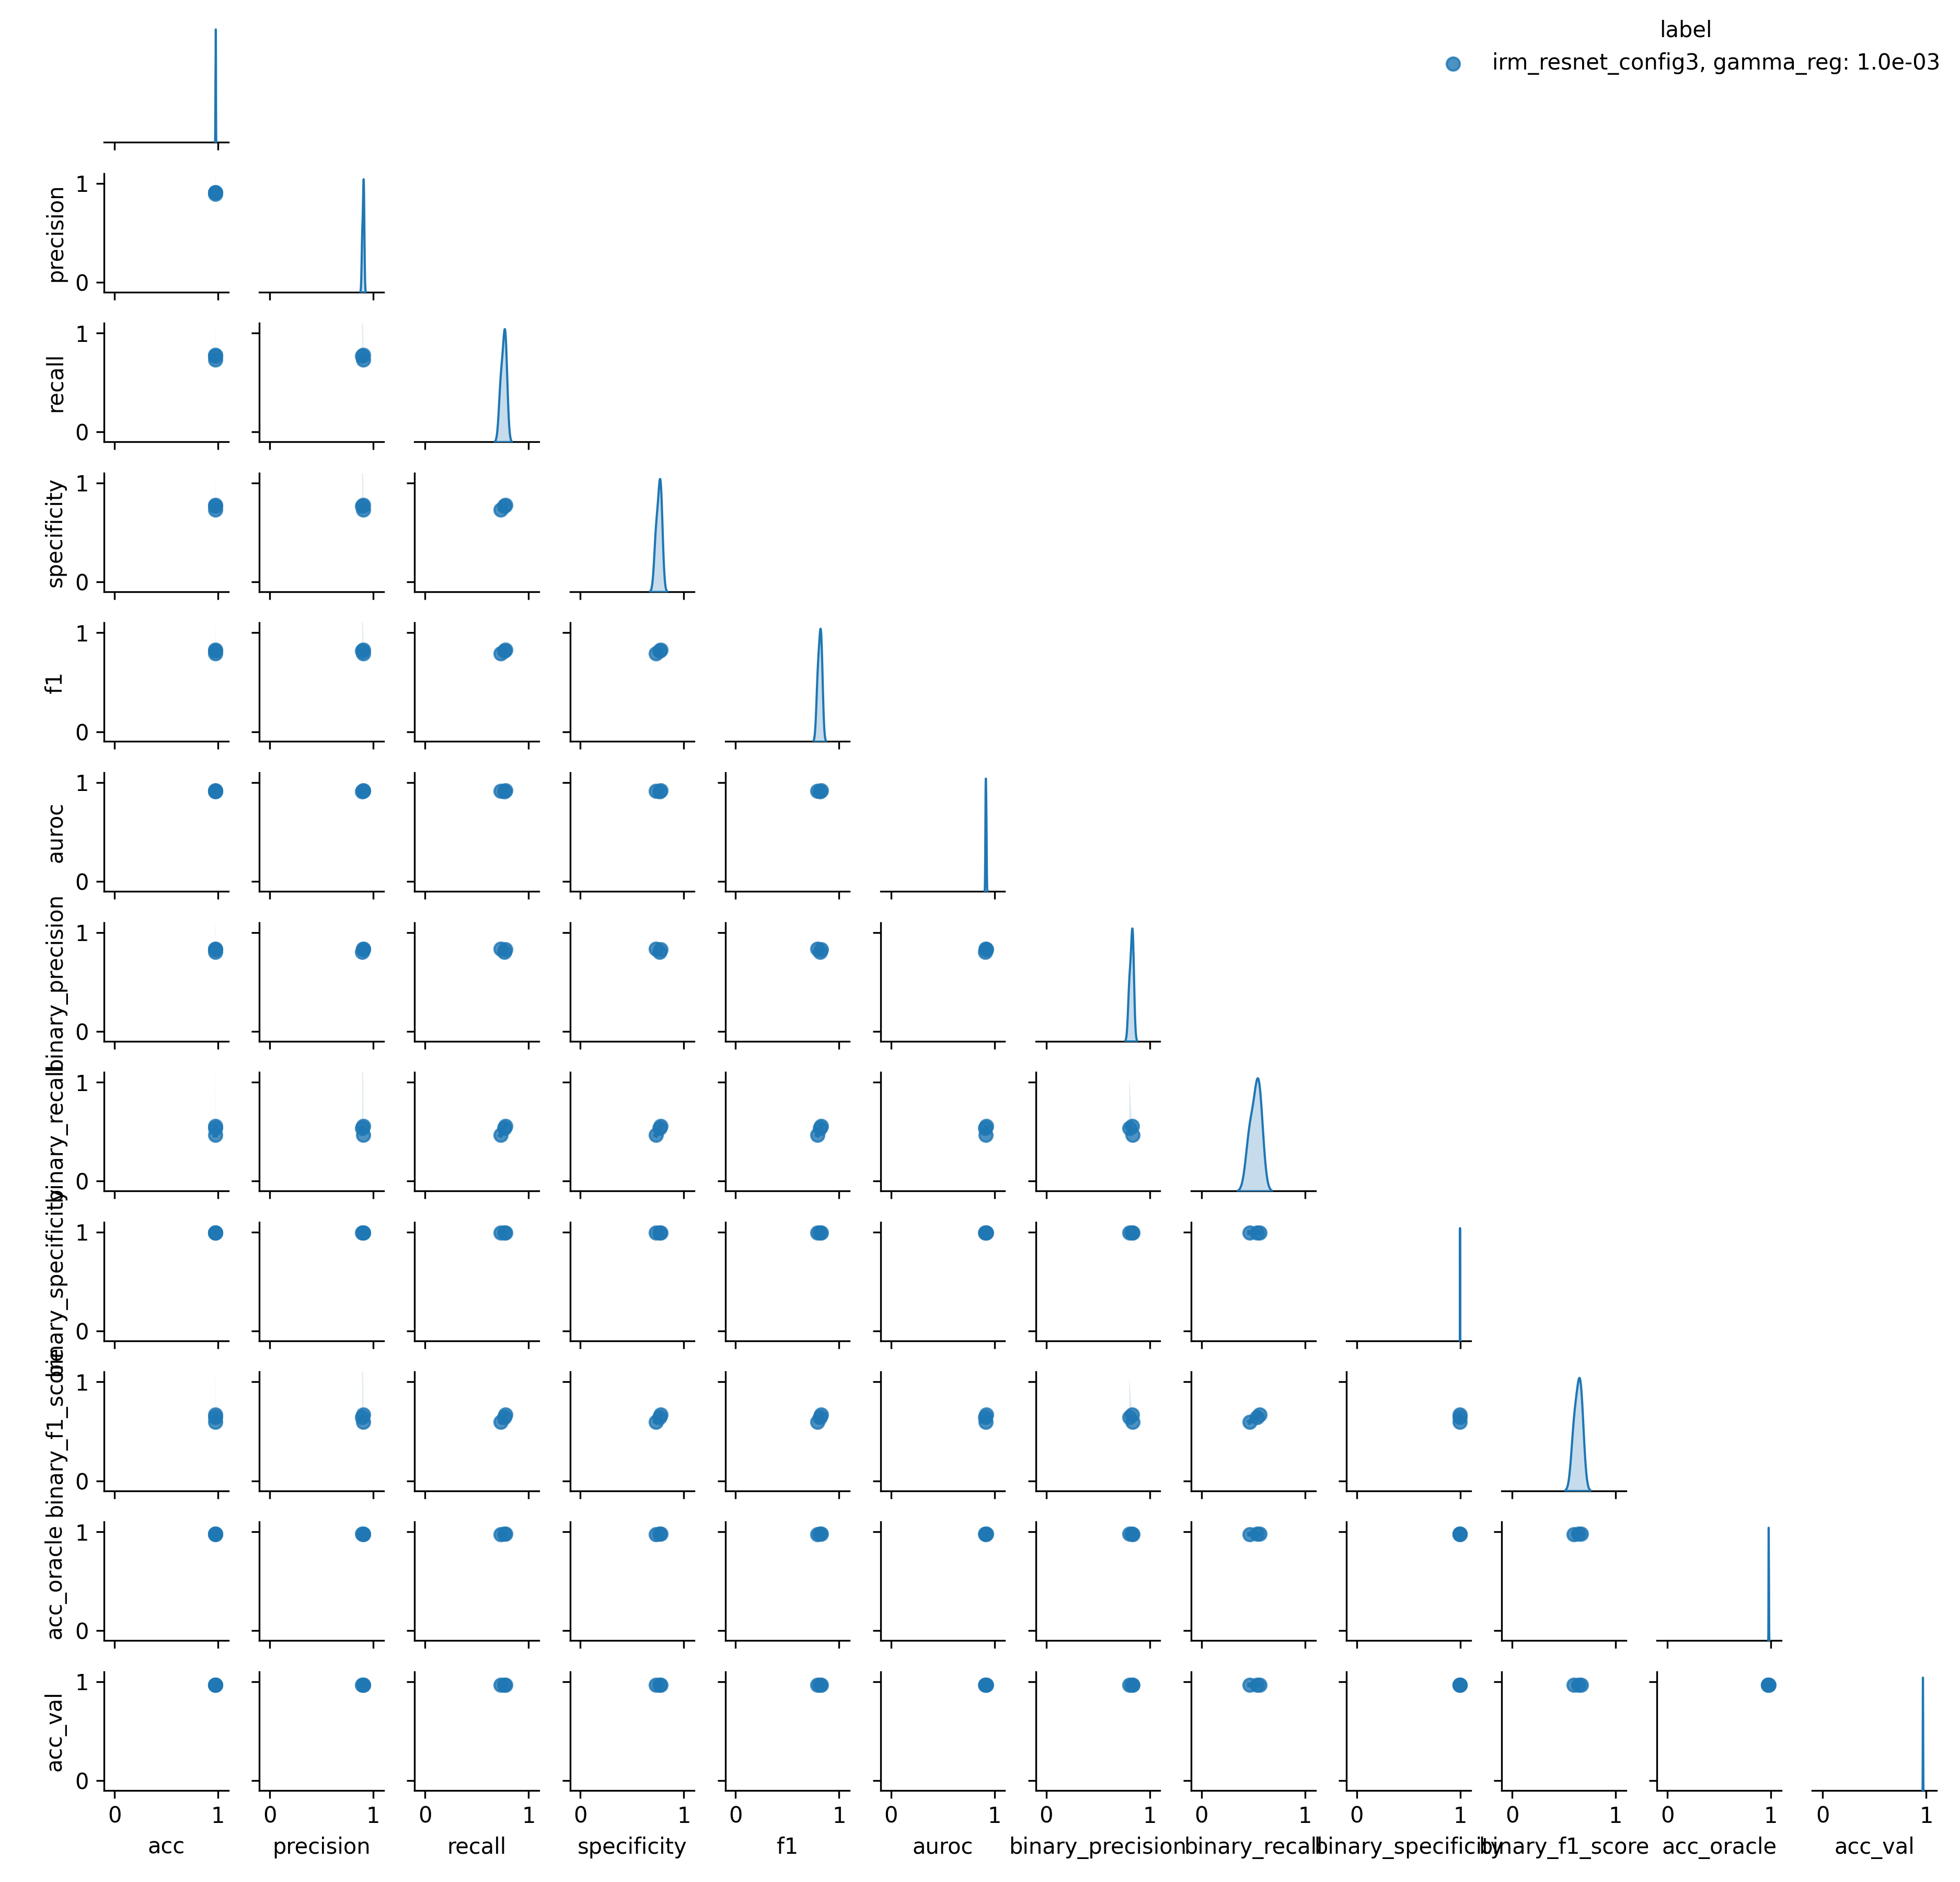 label
irm_resnet_config3, gamma_reg: 1.0e-03
0 1
precision
1
0
recall
1
0
specificity
1
0
f1
1
0
auroc
1
0
binary_precision
1
0
binary_recall
1
0
binary_specificity
1
0
binary_f1_score
1
0
acc_oracle
1
0
acc_val
1
0
0 1 0 1 0 1 0 1 0 1 0 1 0 1 0 1 0 1 0 1 0 1 0 1
acc precision recall specificity f1 auroc binary_precision binary_recall binary_specificity binary_f1_score acc_oracle acc_val